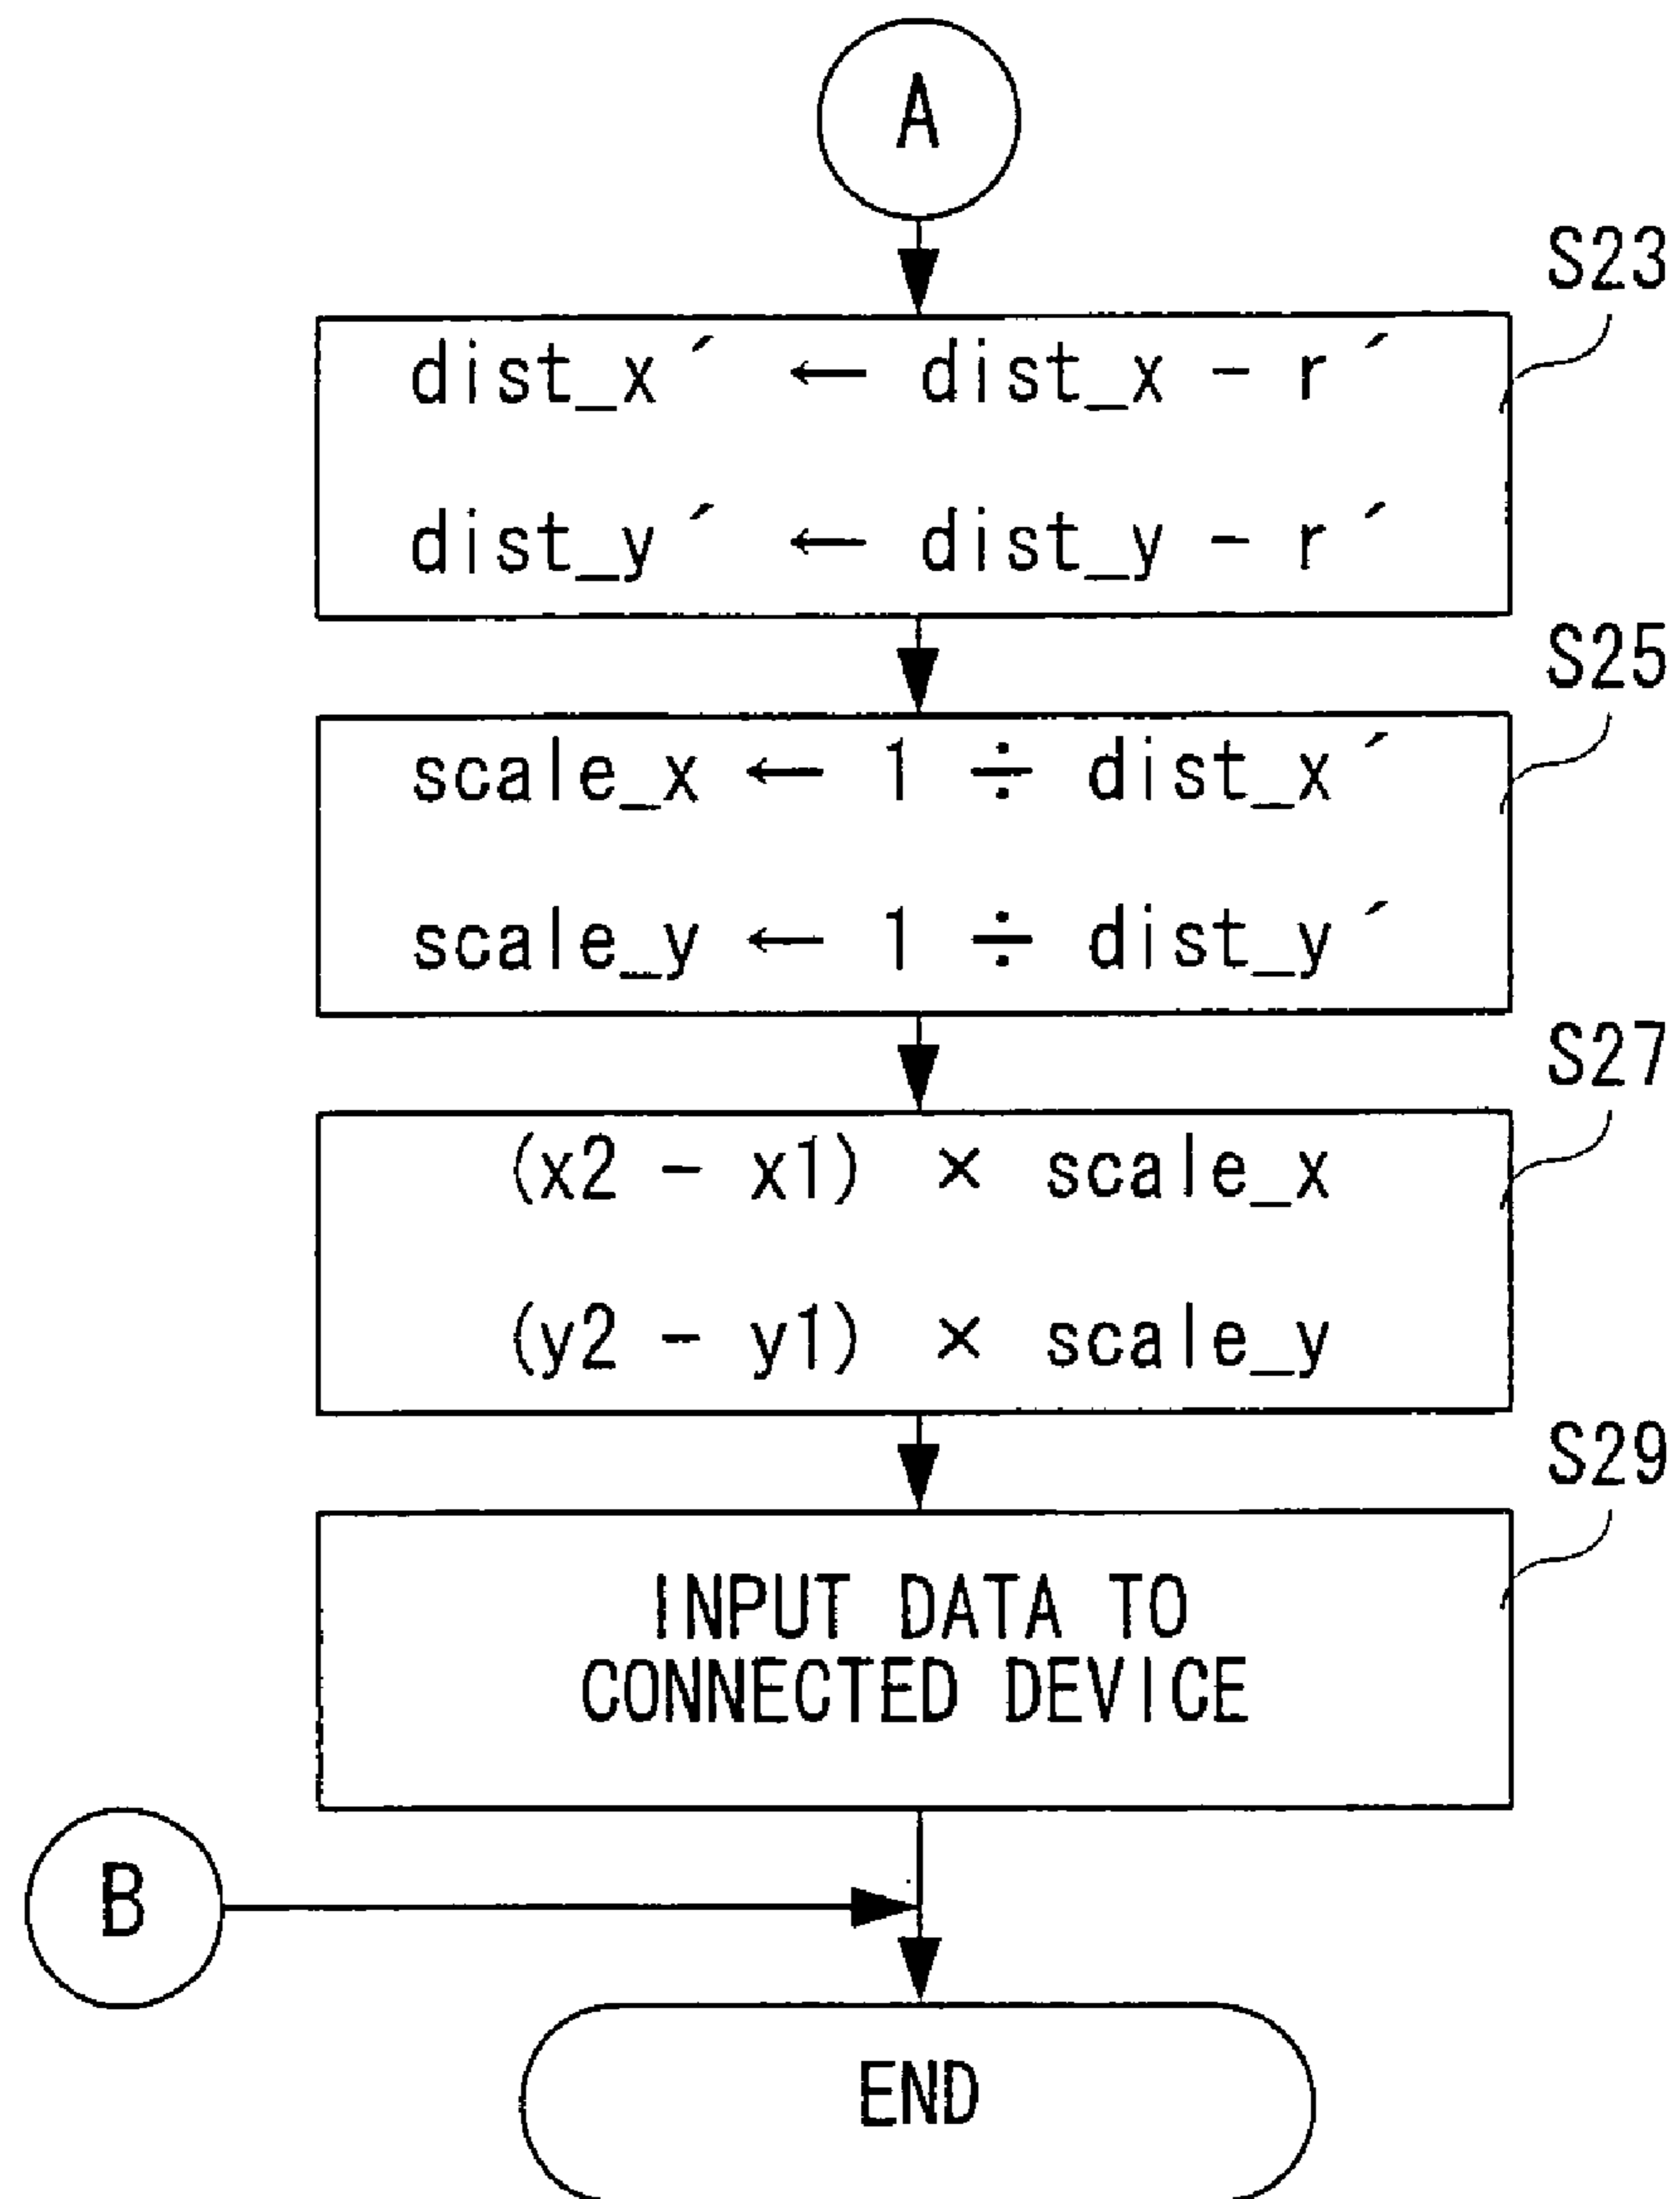 A
S23
dist_x´ ← dist_x - r´
dist_y´ ← dist_y - r´
S25
scale_x ← 1 ÷ dist_x´
scale_y ← 1 ÷ dist_y´
S27
(x2 - x1) × scale_x
(y2 - y1) × scale_y
S29
INPUT DATA TO
CONNECTED DEVICE
B
END